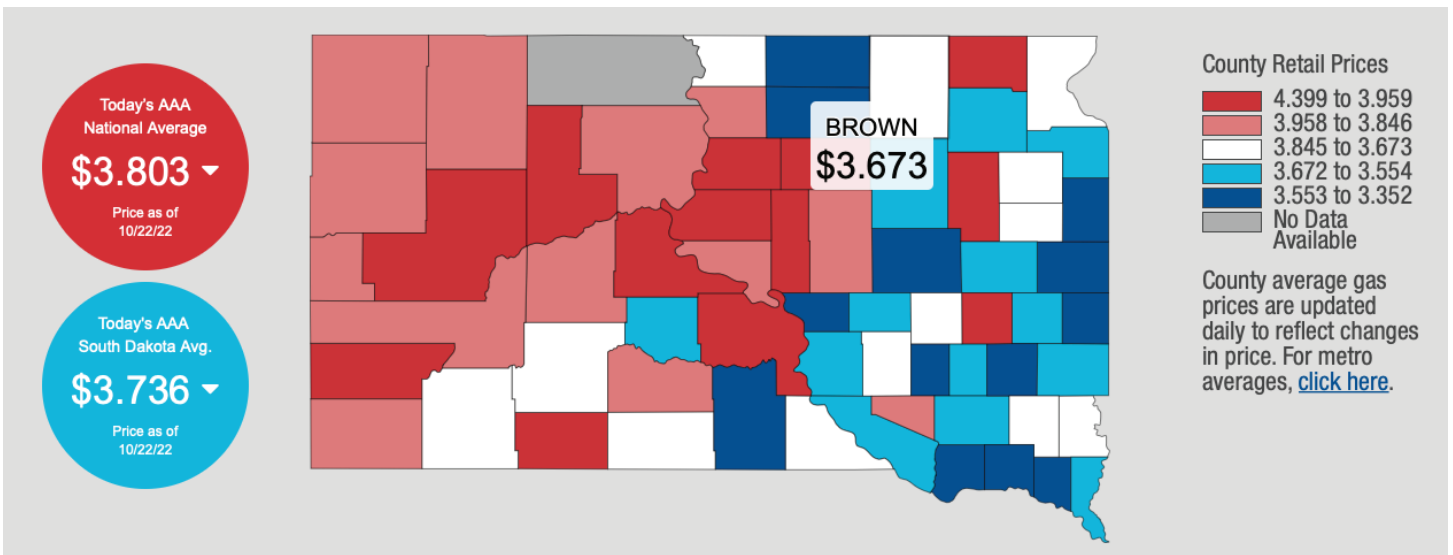 Today's AAA
National Average
$3.803
Price as of
10/22/22
Today's AAA
South Dakota Avg.
$3.736
Price as of
10/22/22
BROWN
$3.673
County Retail Prices
4.399 to 3.959
3.958 to 3.846
3.845 to 3.673
3.672 to 3.554
3.553 to 3.352
No Data
Available
County average gas
prices are updated
daily to reflect changes
in price. For metro
averages, click here.